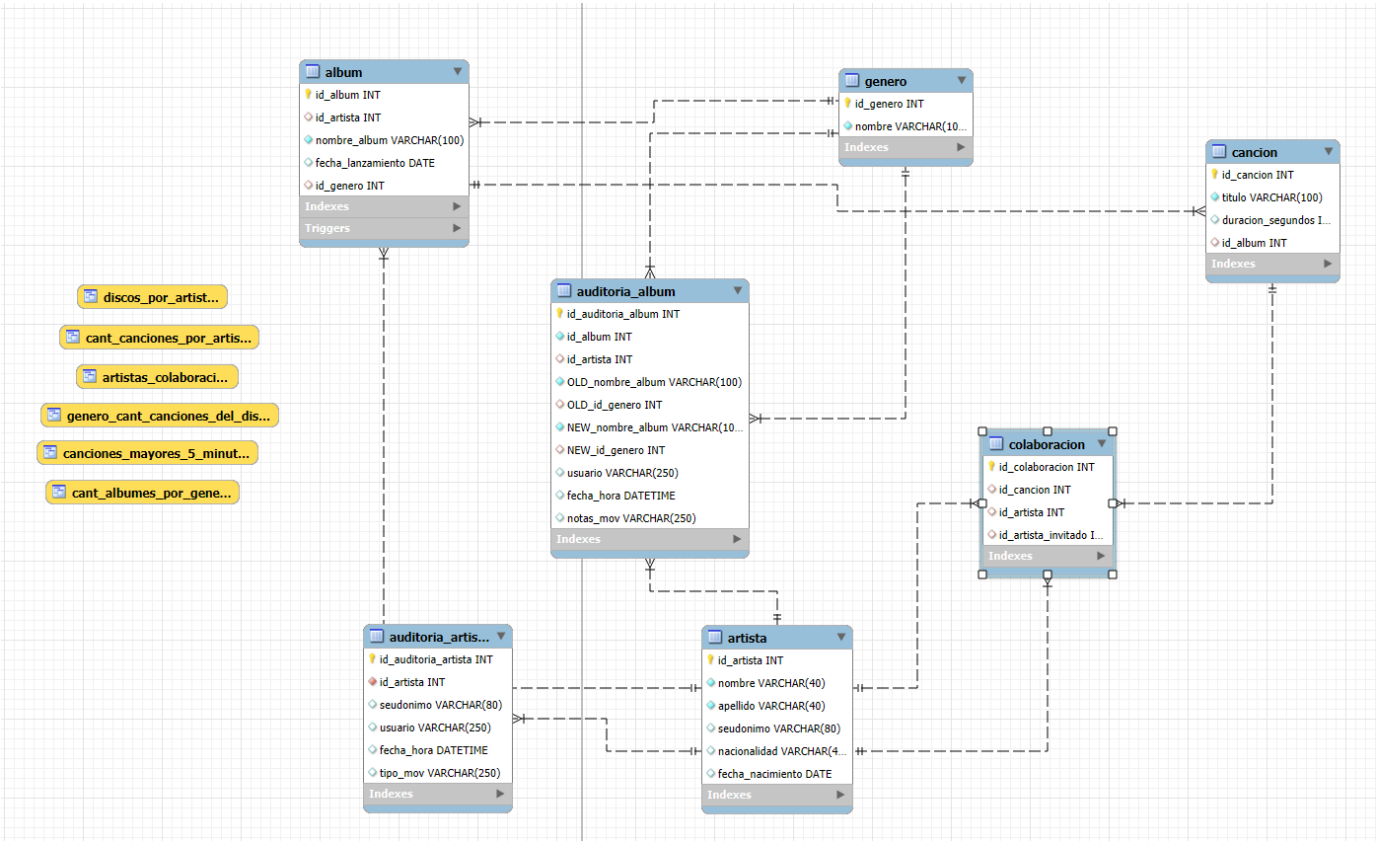 album
id_album INT
id_artista INT
nombre_album VARCHAR(100)
fecha_lanzamiento DATE
id_genero INT
Indexes
Triggers
genero
id_genero INT
nombre VARCHAR(10...
Indexes
cancion
id_cancion INT
titulo VARCHAR(100)
duracion_segundos I...
id_album INT
Indexes
discos_por_artist...
cant_canciones_por_artis...
artistas_colaboraci...
genero_cant_canciones_del_dis...
canciones_mayores_5_minut...
cant_albumes_por_gene...
auditoria_album
id_auditoria_album INT
id_album INT
id_artista INT
OLD_nombre_album VARCHAR(100)
OLD_id_genero INT
NEW_nombre_album VARCHAR(10...
NEW_id_genero INT
usuario VARCHAR(250)
fecha_hora DATETIME
notas_mov VARCHAR(250)
Indexes
colaboracion
id_colaboracion INT
id_cancion INT
id_artista INT
id_artista_invitado I...
Indexes
auditoria_artis...
id_auditoria_artista INT
id_artista INT
seudonimo VARCHAR(80)
usuario VARCHAR(250)
fecha_hora DATETIME
tipo_mov VARCHAR(250)
Indexes
artista
id_artista INT
nombre VARCHAR(40)
apellido VARCHAR(40)
seudonimo VARCHAR(80)
nacionalidad VARCHAR(4...
fecha_nacimiento DATE
Indexes